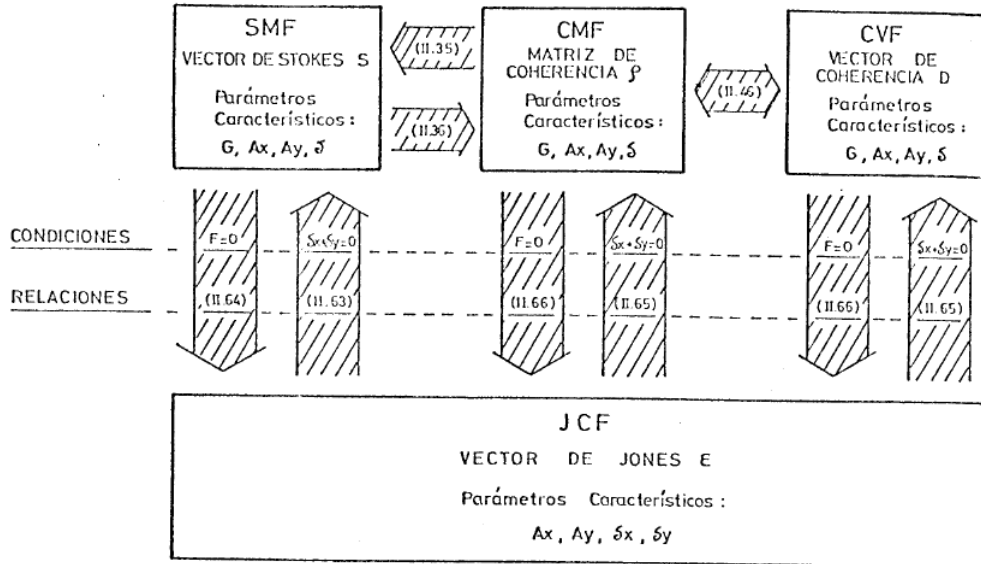 SMF
VECTOR DE STOKES S
Parámetros
Característicos :
G, Ax, Ay, δ
(II.35)
(II.36)
CMF
MATRIZ DE
COHERENCIA ρ
Parámetros
Característicos :
G, Ax, Ay, δ
(II.46)
CVF
VECTOR DE
COHERENCIA D
Parámetros
Característicos :
G, Ax, Ay, δ
CONDICIONES
F=0
δx+δy=0
F=0
δx+δy=0
F=0
δx+δy=0
RELACIONES
(II.64)
(II.63)
(II.66)
(II.65)
(II.66)
(II.65)
JCF
VECTOR DE JONES ε
Parámetros Característicos :
Ax, Ay, δx, δy